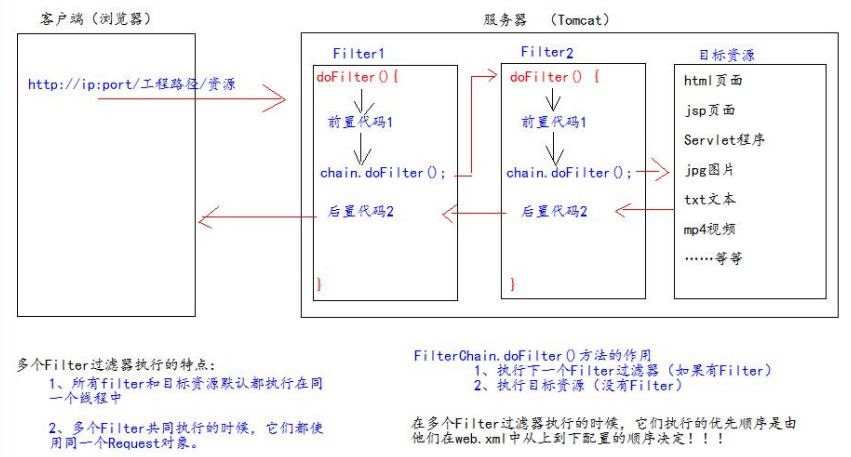 客户端（浏览器）
服务器 （Tomcat）
http://ip:port/工程路径/资源
Filter1
doFilter(){
前置代码1
chain.doFilter();
后置代码2
}
Filter2
doFilter() {
前置代码1
chain.doFilter();
后置代码2
}
目标资源
html页面
jsp页面
Servlet程序
jpg图片
txt文本
mp4视频
……等等
多个Filter过滤器执行的特点：
1、所有filter和目标资源默认都执行在同
一个线程中
2、多个Filter共同执行的时候，它们都使
用同一个Request对象。
FilterChain.doFilter()方法的作用
1、执行下一个Filter过滤器（如果有Filter）
2、执行目标资源（没有Filter）
在多个Filter过滤器执行的时候，它们执行的优先顺序是由
他们在web.xml中从上到下配置的顺序决定！！！